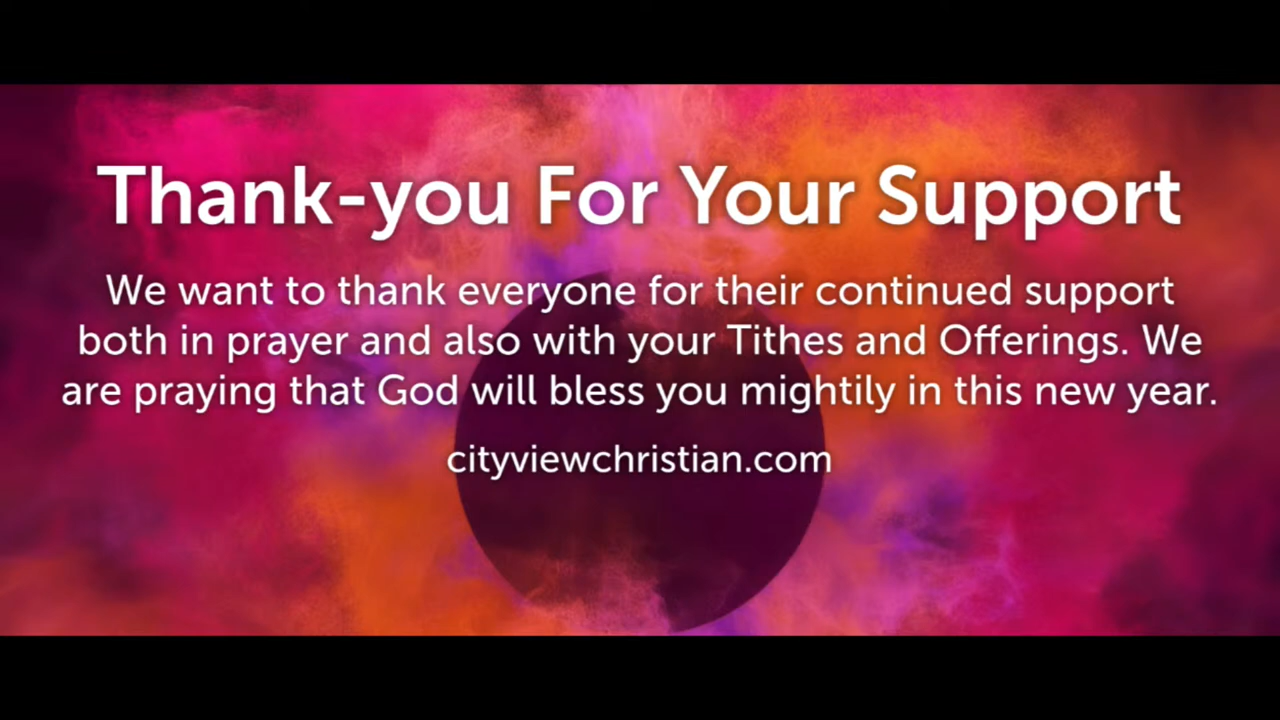 Thank-you For Your Support
We want to thank everyone for their continued support
both in prayer and also with your Tithes and Offerings. We
are praying that God will bless you mightily in this new year.
cityviewchristian.com